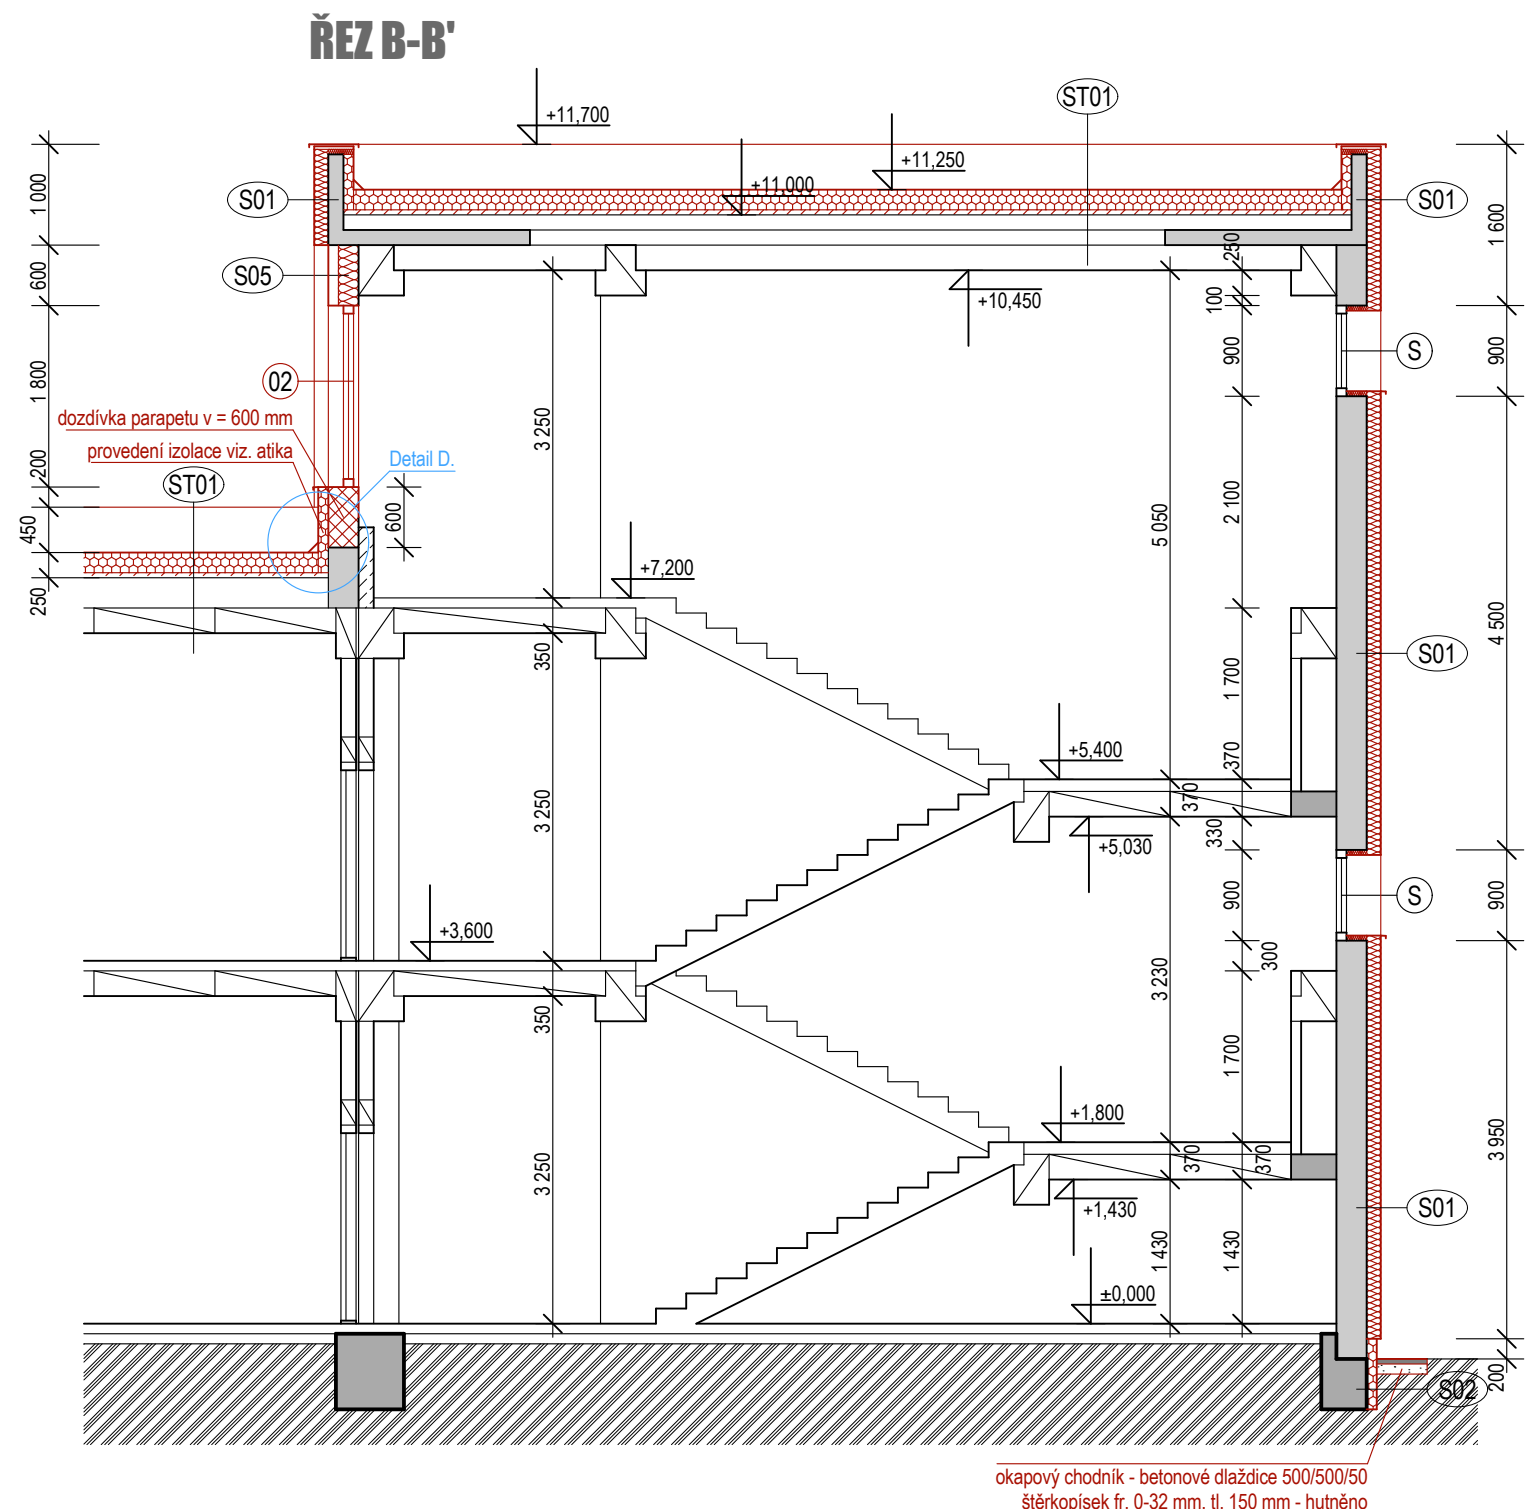 ŘEZ B-B'
ST01
+11,700
+11,250
+11,000
S01
S01
1 000
1 600
600
S05
250
100
+10,450
900
S
900
1 800
02
dozdívka parapetu v = 600 mm
provedení izolace viz. atika
Detail D.
3 250
200
ST01
450
600
2 100
5 050
+7,200
250
350
4 500
S01
1 700
+5,400
370
370
3 250
+5,030
330
900
S
900
+3,600
300
3 230
350
1 700
+1,800
3 950
370
370
3 250
+1,430
S01
1 430
1 430
±0,000
200
S02
okapový chodník - betonové dlaždice 500/500/50
štěrkopísek fr. 0-32 mm, tl. 150 mm - hutněno